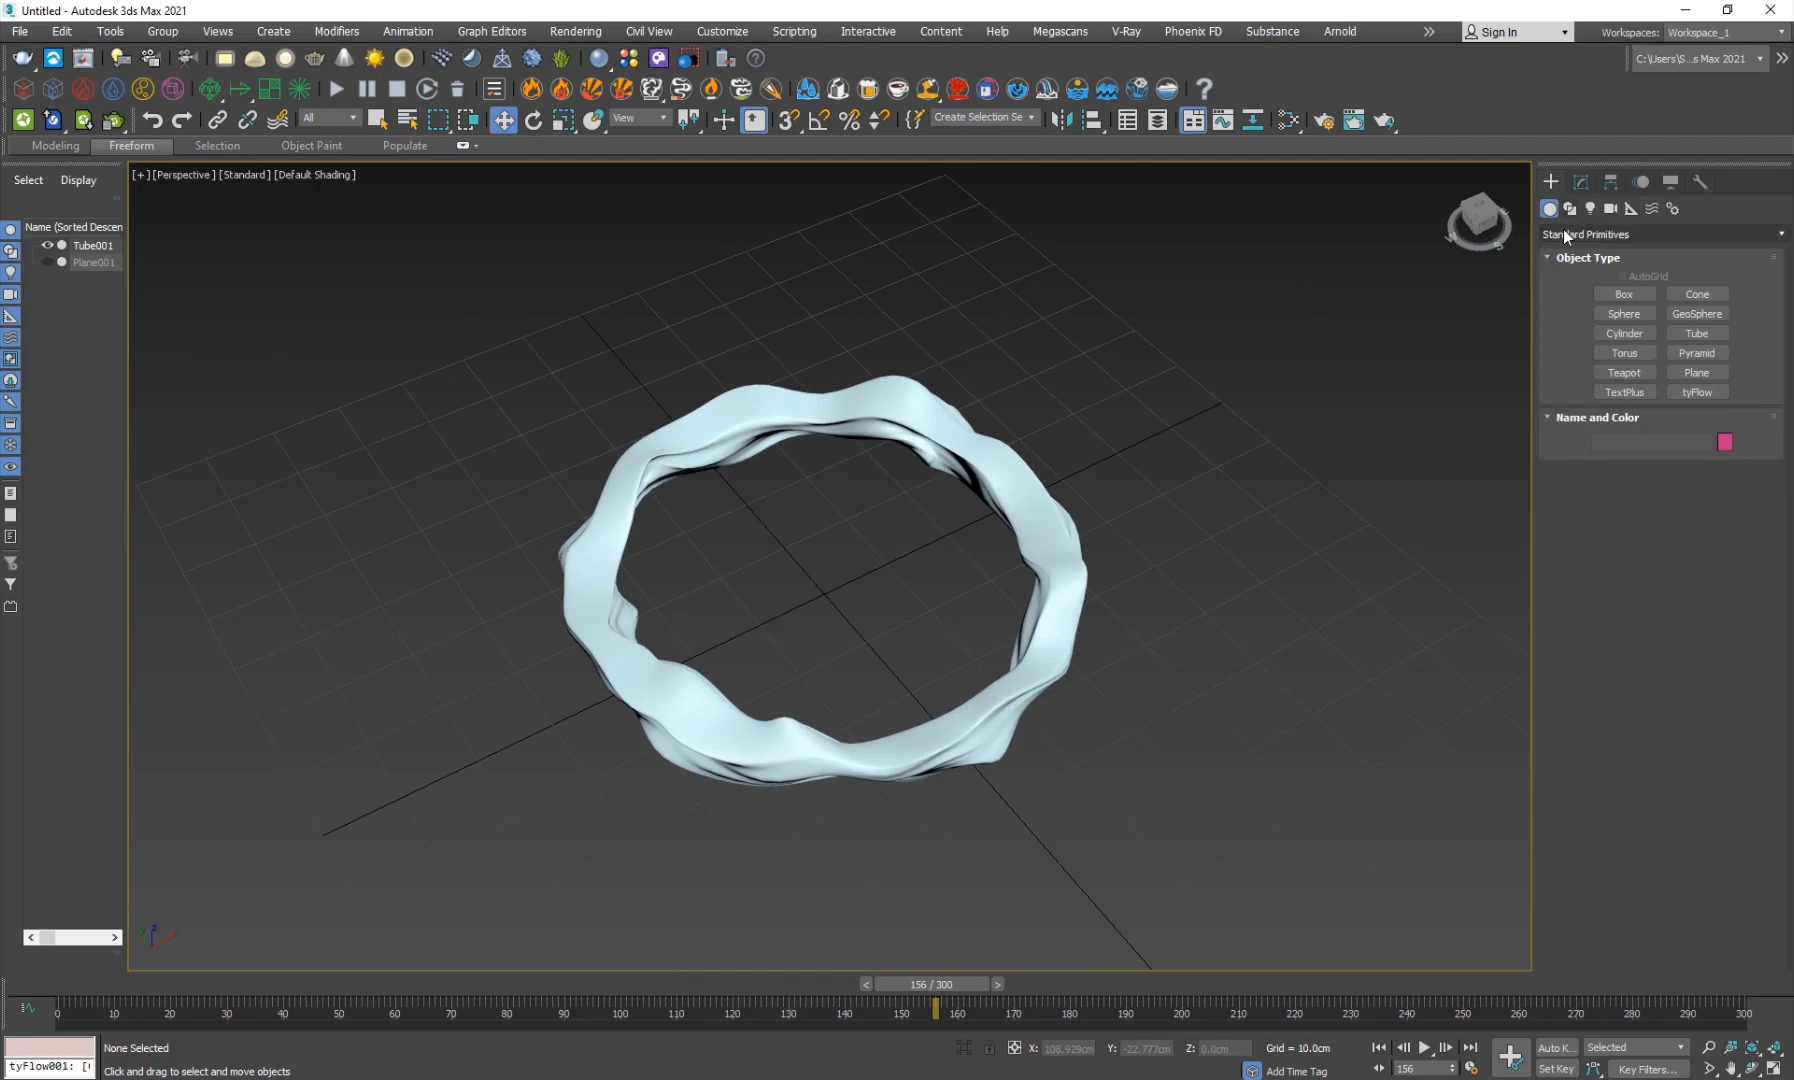 Untitled - Autodesk 3ds Max 2021
File Edit Tools Group Views Create Modifiers Animation Graph Editors Rendering Civil View Customize Scripting Interactive Content Help Megascans V-Ray Phoenix FD Substance Arnold Sign In Workspaces: Workspace_1
C:\Users\S...s Max 2021
All View Create Selection Se
Modeling Freeform Selection Object Paint Populate
Select Display
[+] [Perspective] [Standard] [Default Shading]
Name (Sorted Descen
Tube001
Plane001
Standard Primitives
Object Type
AutoGrid
Box Cone
Sphere GeoSphere
Cylinder Tube
Torus Pyramid
Teapot Plane
TextPlus tyFlow
Name and Color
< >
< 156 / 300 >
0 10 20 30 40 50 60 70 80 90 100 110 120 130 140 150 160 170 180 190 200 210 220 230 240 250 260 270 280 290 300
None Selected X: 108.929cm Y: -22.777cm Z: 0.0cm Grid = 10.0cm Auto K... Selected
tyFlow001: [ Click and drag to select and move objects Add Time Tag 156 Set Key Key Filters...